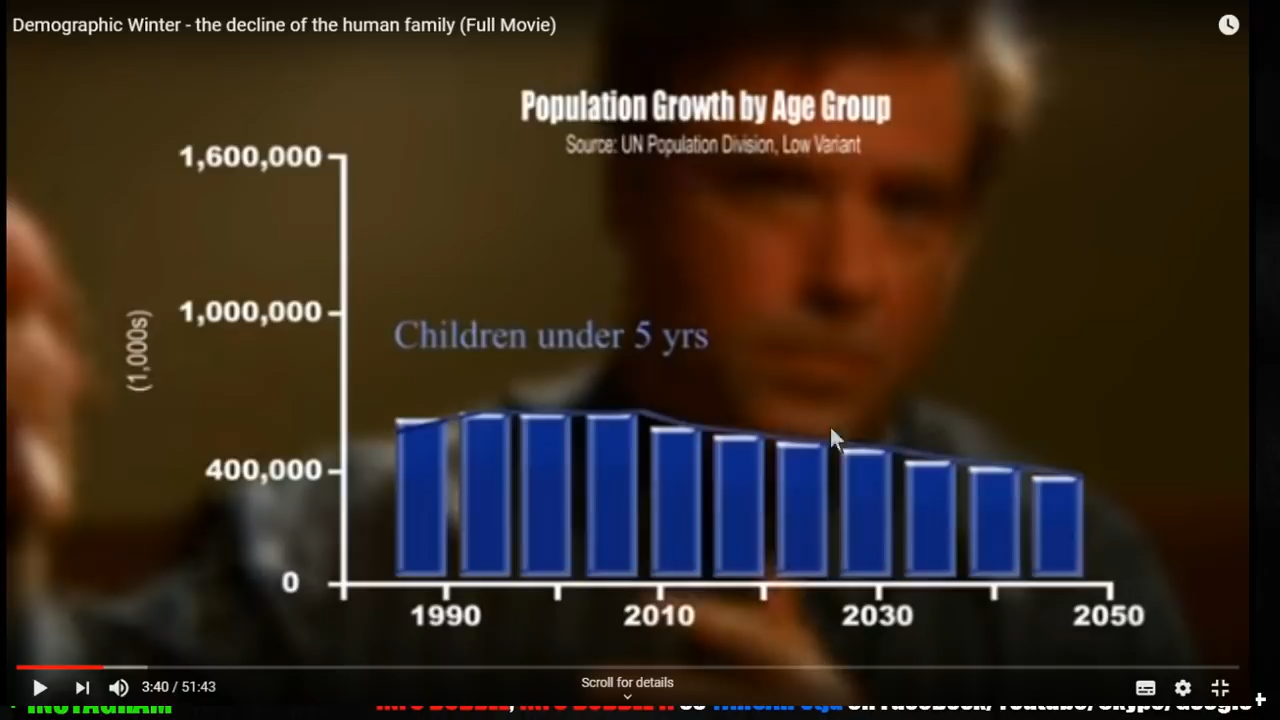 Demographic Winter - the decline of the human family (Full Movie)
Population Growth by Age Group
Source: UN Population Division, Low Variant
1,600,000
1,000,000
(1,000s)
Children under 5 yrs
400,000
0
1990 2010 2030 2050
3:40 / 51:43
Scroll for details
INSTAGRAM